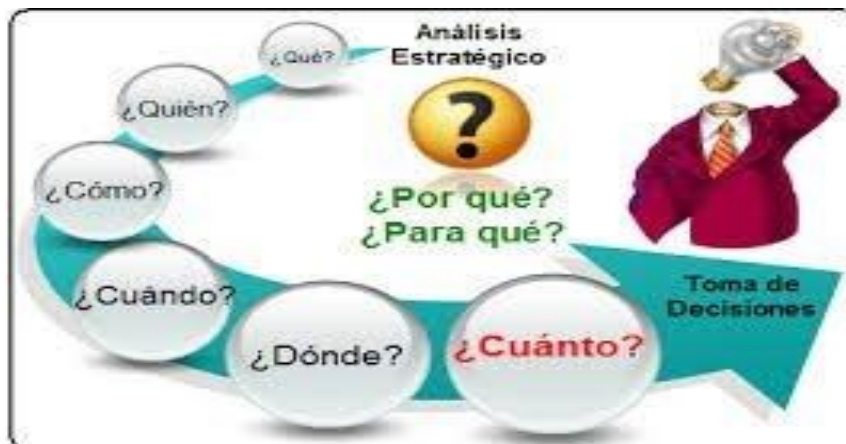 Análisis
Estratégico
¿Qué?
¿Quién?
¿Cómo?
¿Cuándo?
¿Dónde?
¿Cuánto?
?
¿Por qué?
¿Para qué?
Toma de
Decisiones